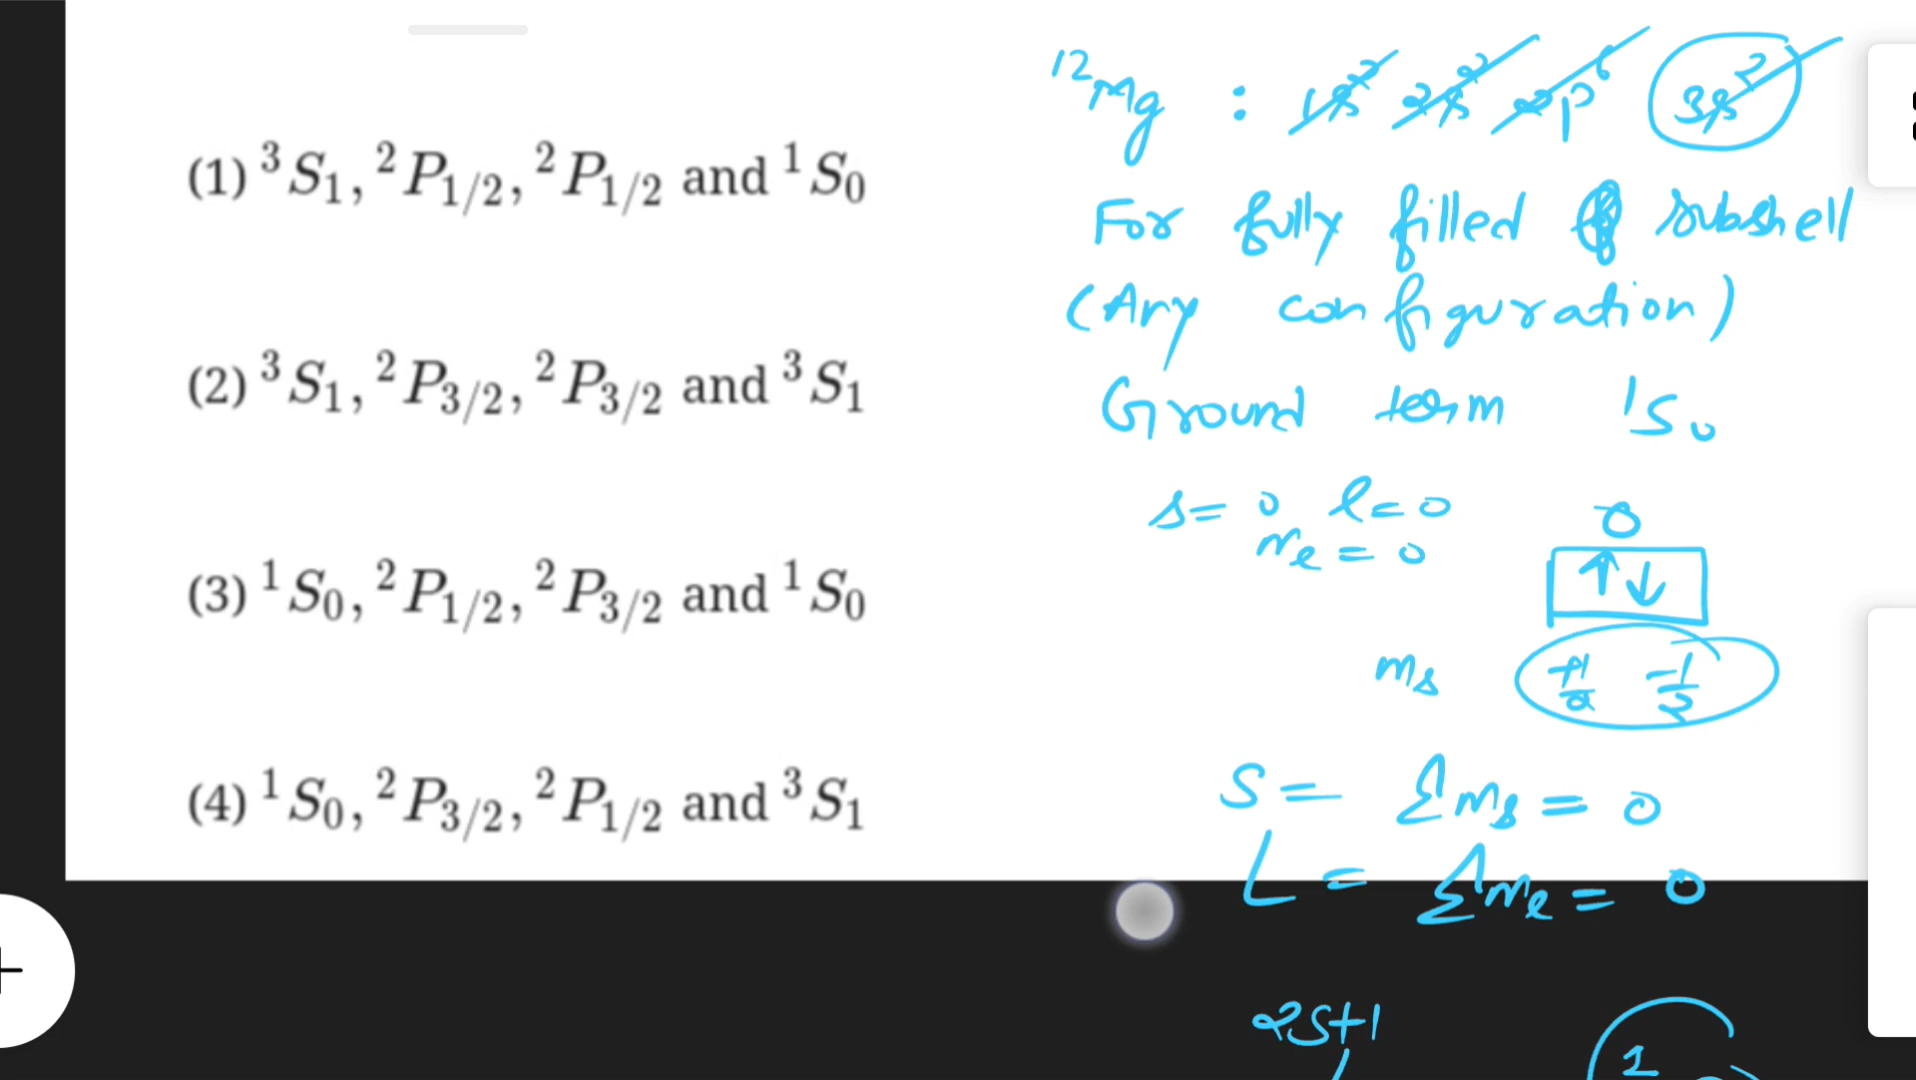 (1) ³S₁, ²P₁/₂, ²P₁/₂ and ¹S₀
(2) ³S₁, ²P₃/₂, ²P₃/₂ and ³S₁
(3) ¹S₀, ²P₁/₂, ²P₃/₂ and ¹S₀
(4) ¹S₀, ²P₃/₂, ²P₁/₂ and ³S₁
¹²Mg : 1s² 2s² 2p⁶ 3s²
For fully filled subshell
(Any configuration)
Ground term ¹S₀
s = 0 l = 0
mₗ = 0
0
↑↓
mₛ +1/2 -1/2
S = Σmₛ = 0
L = Σmₗ = 0
2S+1
1